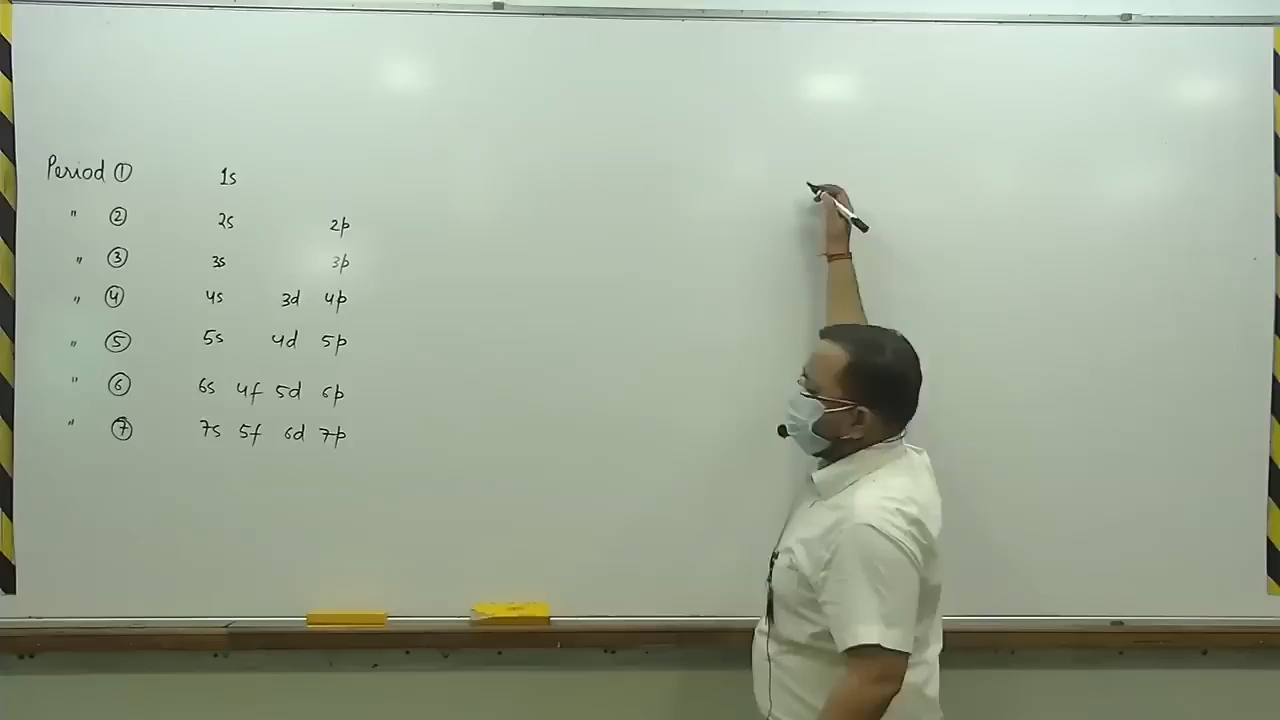 Period ① 1s
" ② 2s 2p
" ③ 3s 3p
" ④ 4s 3d 4p
" ⑤ 5s 4d 5p
" ⑥ 6s 4f 5d 6p
" ⑦ 7s 5f 6d 7p